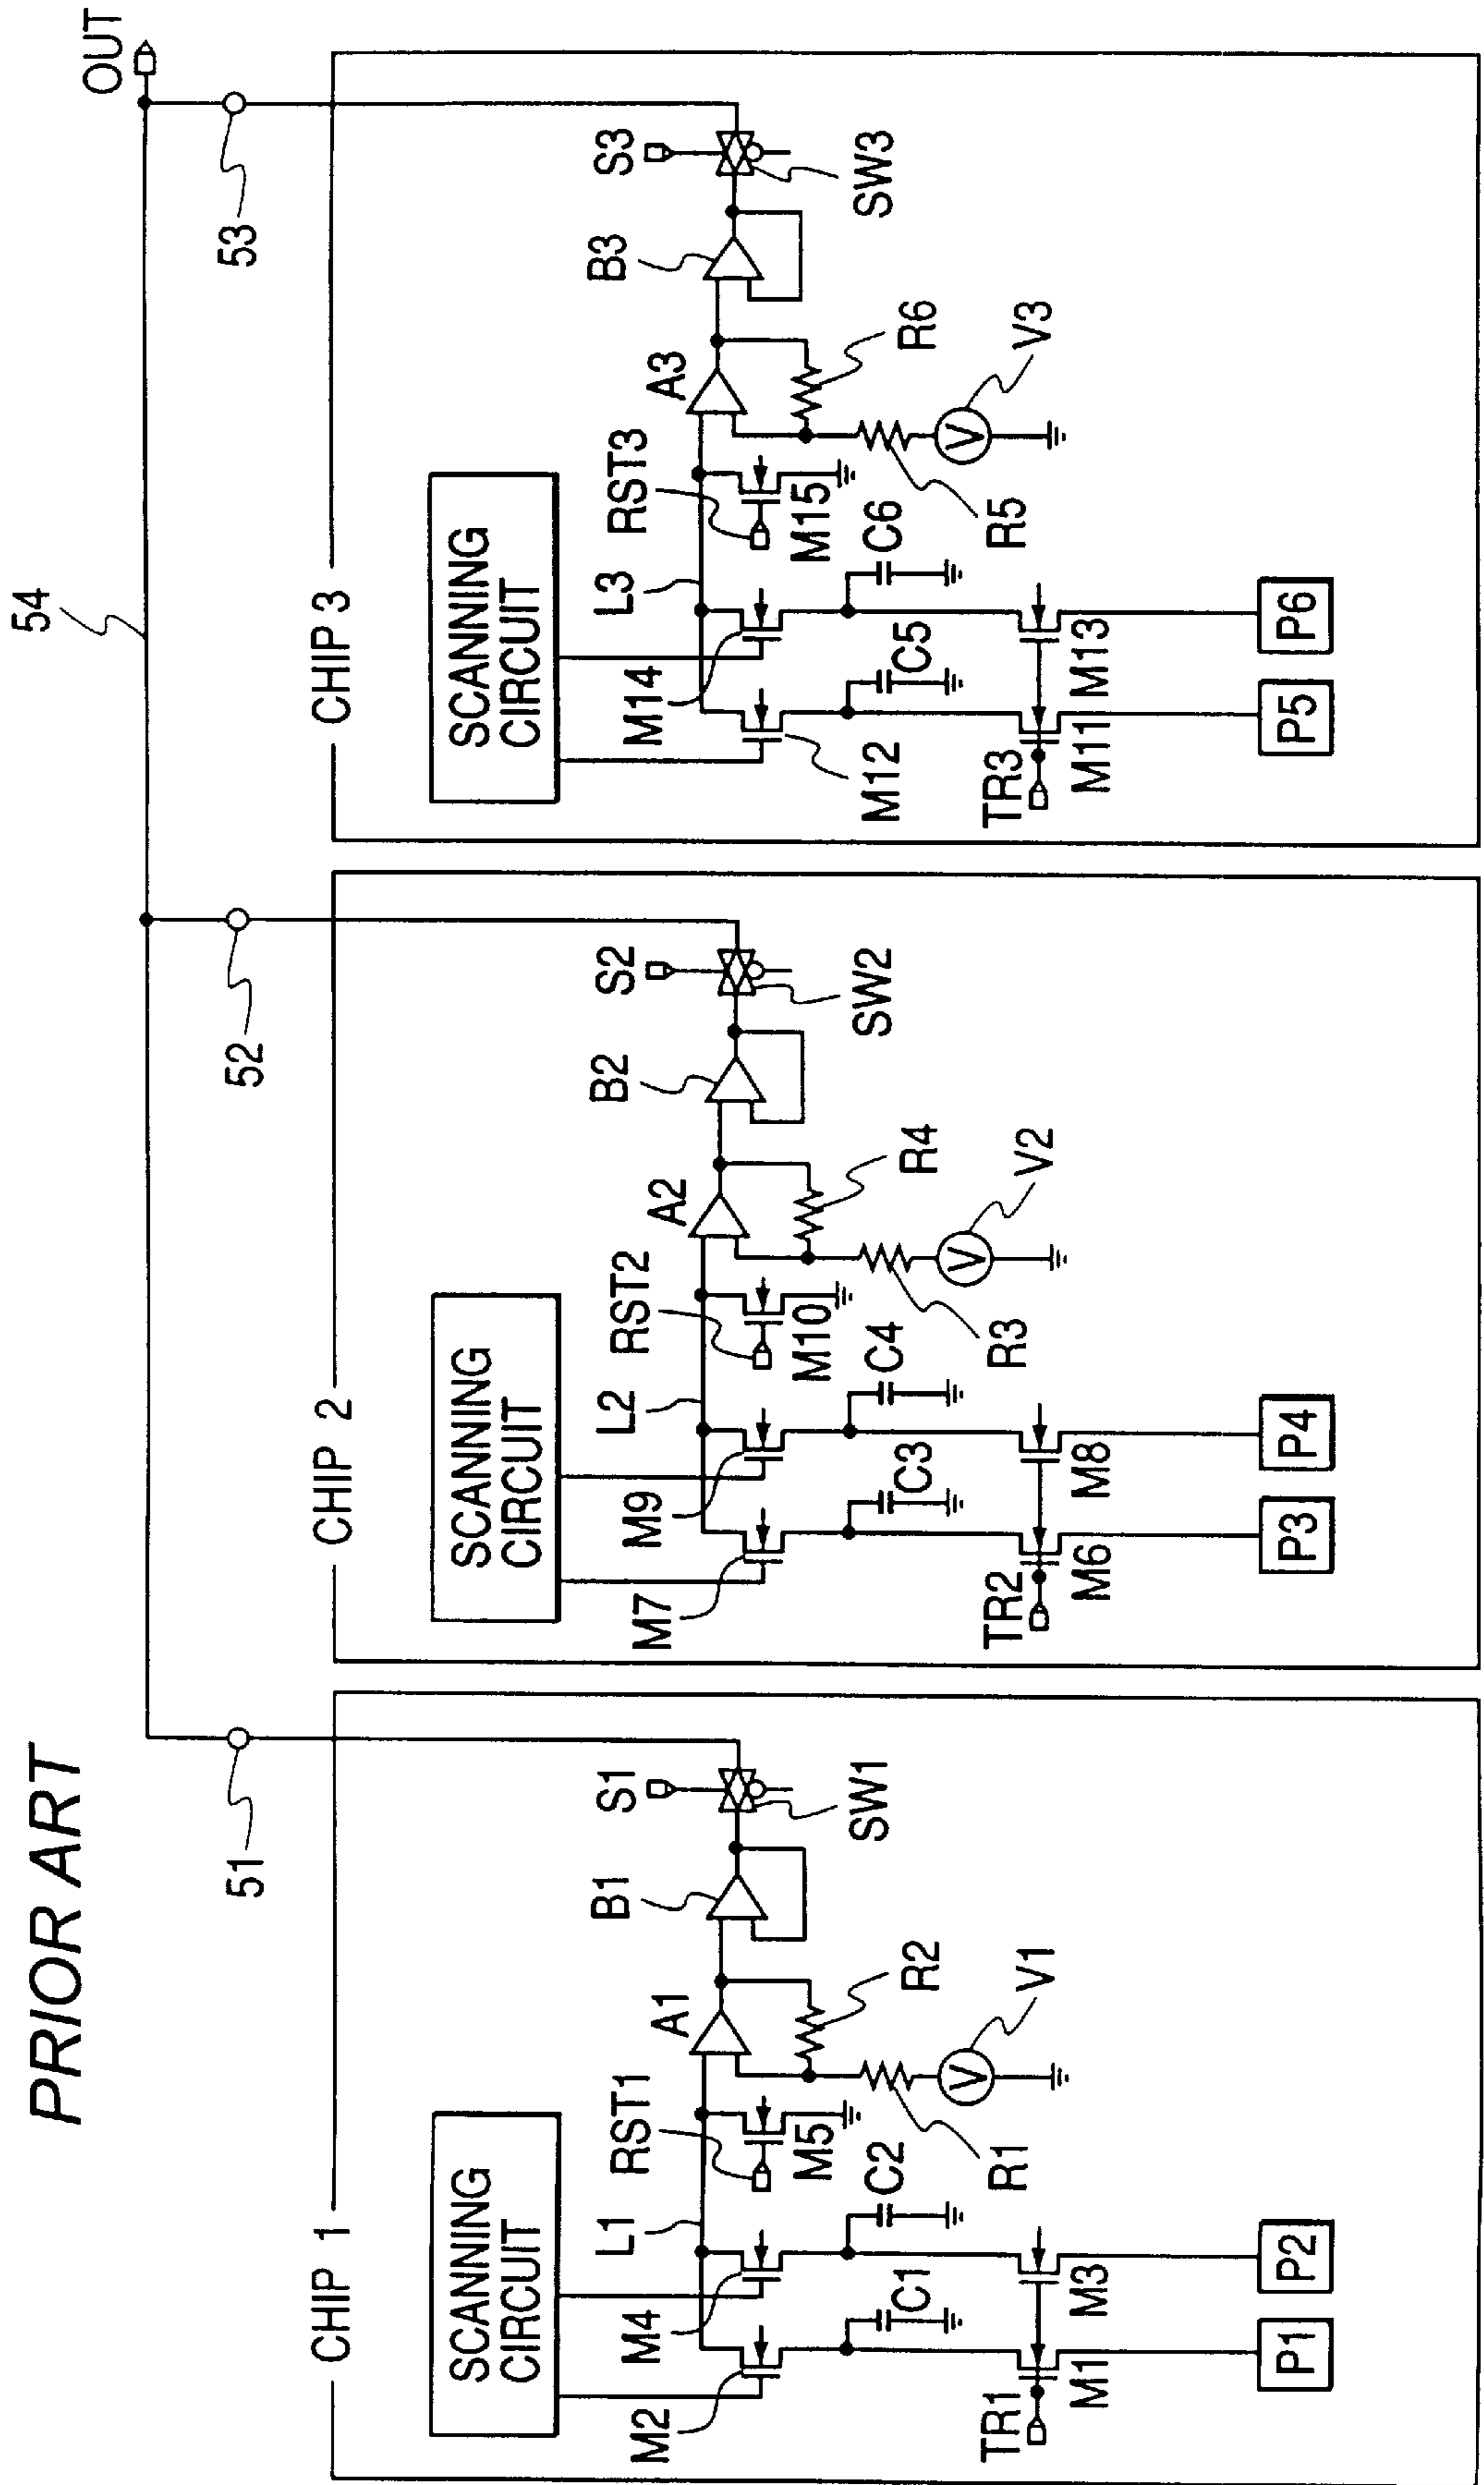 PRIOR ART
54
OUT
51
52
53
CHIP 1
SCANNING
CIRCUIT
L1
RST1
A1
B1
S1
M2
M4
M5
C1
C2
R2
SW1
R1
V1
TR1
M1
M3
P1
P2
CHIP 2
SCANNING
CIRCUIT
L2
RST2
A2
B2
S2
M7
M9
M10
C3
C4
R4
SW2
R3
V2
TR2
M6
M8
P3
P4
CHIP 3
SCANNING
CIRCUIT
L3
RST3
A3
B3
S3
M14
M12
M15
C5
C6
R6
SW3
R5
V3
TR3
M11
M13
P5
P6
V
V
V